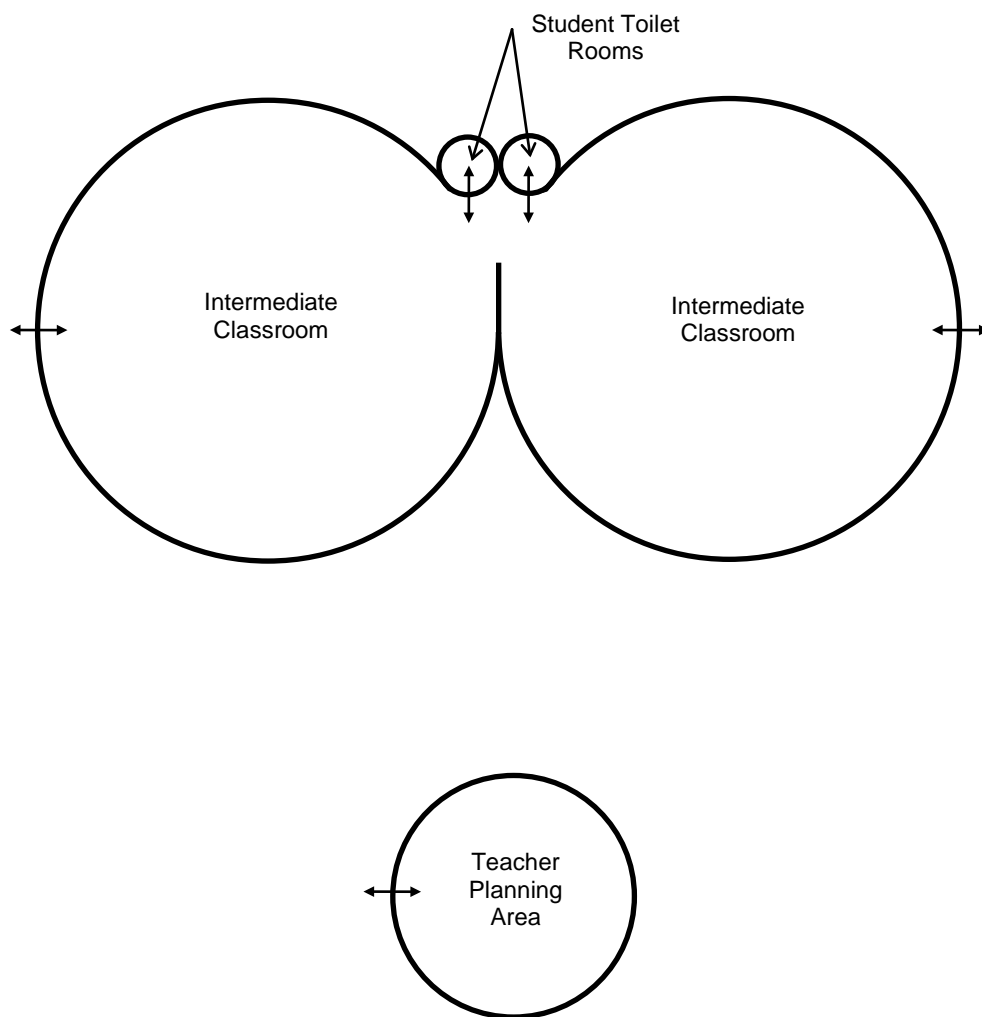 Student Toilet
Rooms
Intermediate
Classroom
Intermediate
Classroom
Teacher
Planning
Area